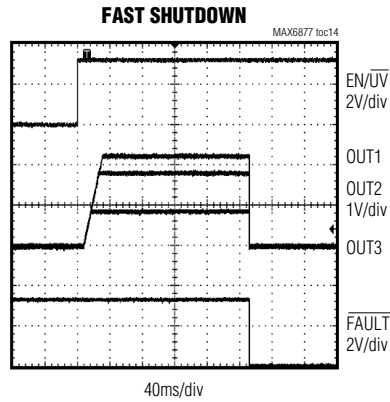 FAST SHUTDOWN
MAX6877 toc14
EN/UV
2V/div
OUT1
OUT2
1V/div
OUT3
FAULT
2V/div
40ms/div